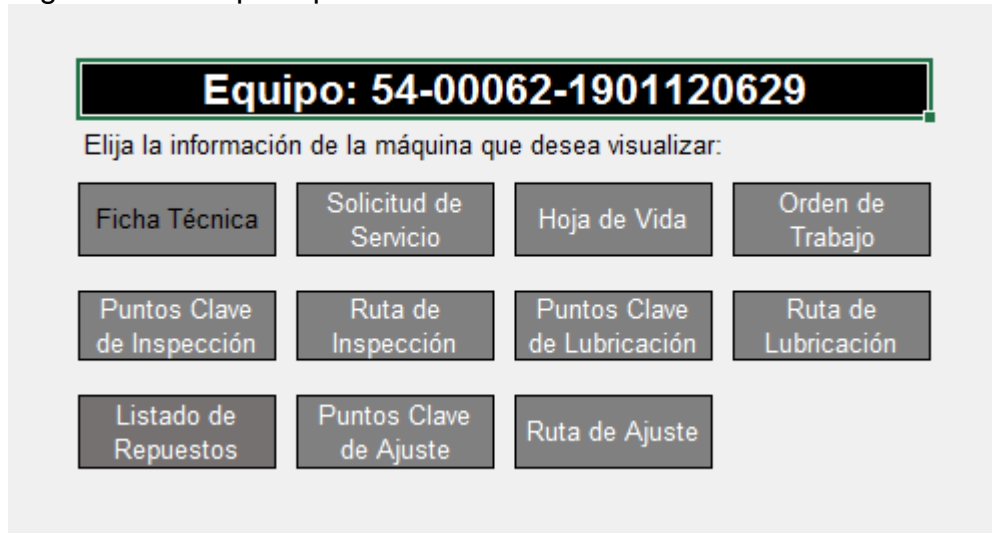 Equipo: 54-00062-1901120629
Elija la información de la máquina que desea visualizar:
Ficha Técnica
Solicitud de
Servicio
Hoja de Vida
Orden de
Trabajo
Puntos Clave
de Inspección
Ruta de
Inspección
Puntos Clave
de Lubricación
Ruta de
Lubricación
Listado de
Repuestos
Puntos Clave
de Ajuste
Ruta de Ajuste